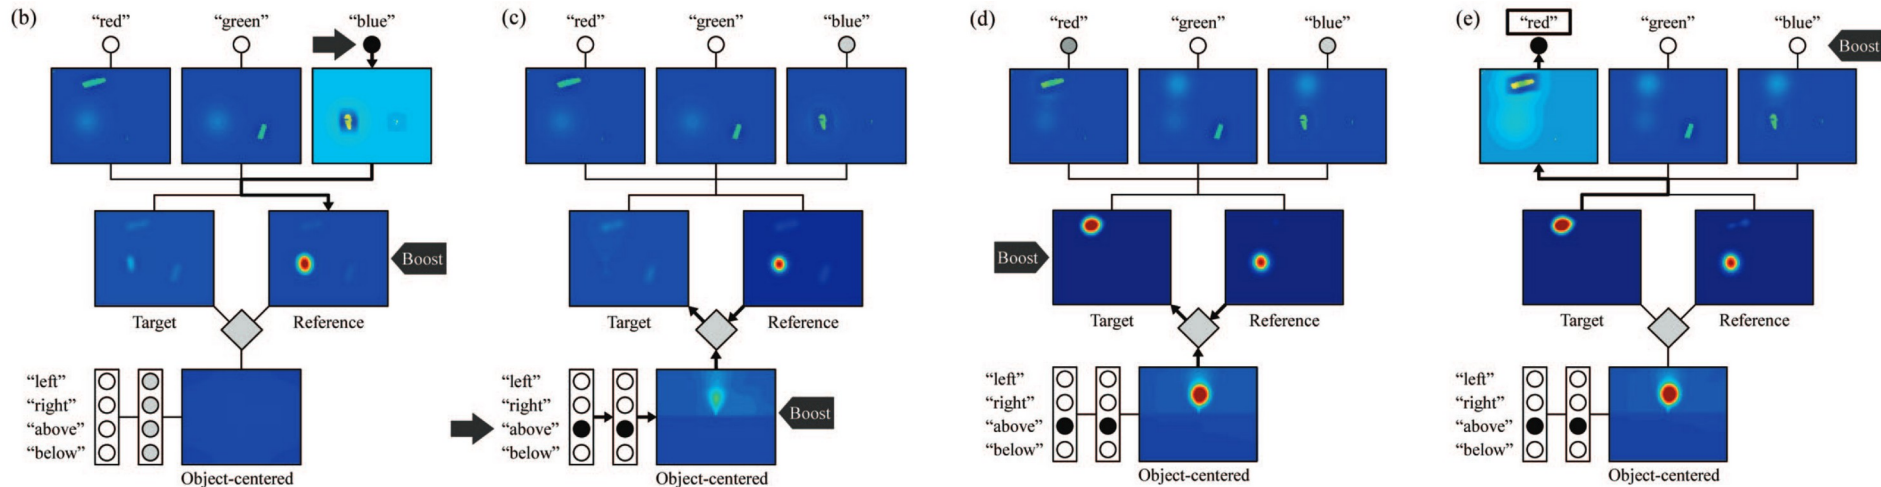 (b)
“red” “green” “blue”
Boost
Target Reference
“left”
“right”
“above”
“below”
Object-centered
(c)
“red” “green” “blue”
Target Reference
“left”
“right”
“above”
“below”
Boost
Object-centered
(d)
“red” “green” “blue”
Boost
Target Reference
“left”
“right”
“above”
“below”
Object-centered
(e)
“red” “green” “blue”
Boost
Target Reference
“left”
“right”
“above”
“below”
Object-centered